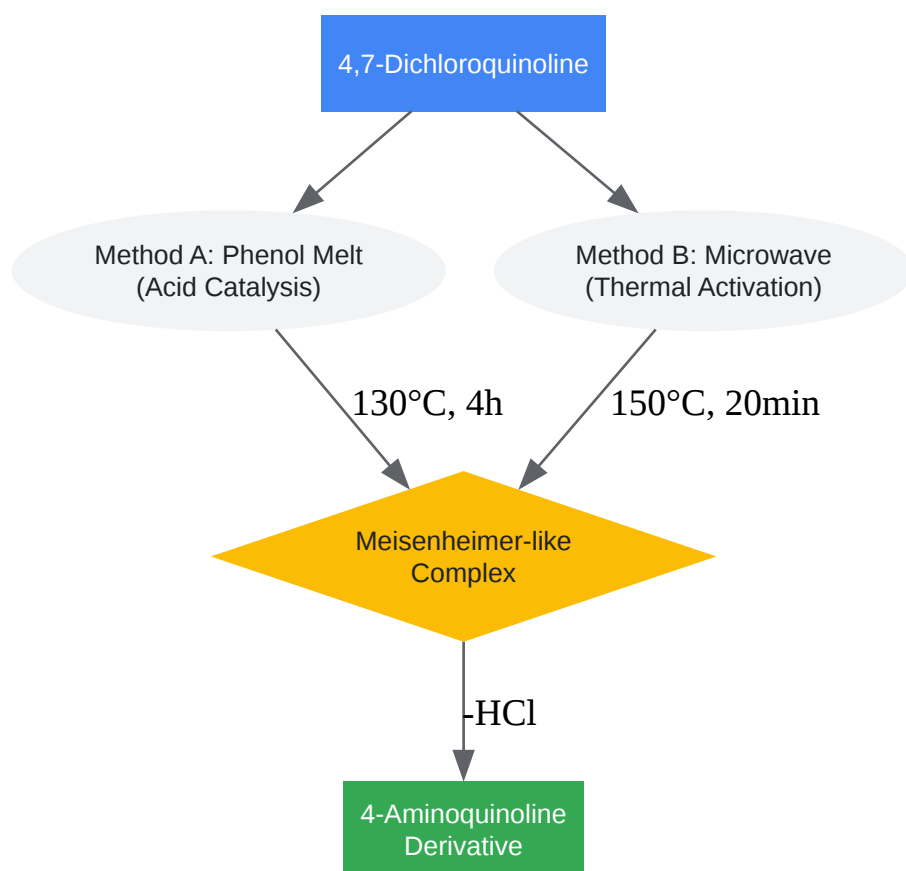 4,7-Dichloroquinoline
Method A: Phenol Melt
(Acid Catalysis)
Method B: Microwave
(Thermal Activation)
130°C, 4h
150°C, 20min
Meisenheimer-like
Complex
-HCl
4-Aminoquinoline
Derivative